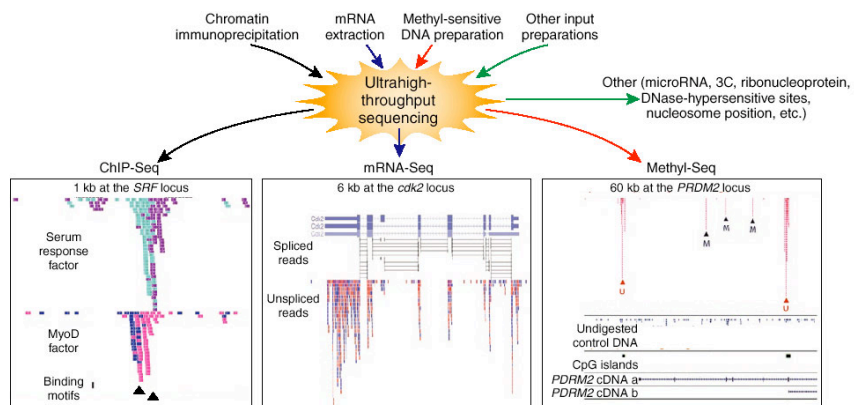 Chromatin
immunoprecipitation
mRNA
extraction
Methyl-sensitive
DNA preparation
Other input
preparations
Ultrahigh-
throughput
sequencing
Other (microRNA, 3C, ribonucleoprotein,
DNase-hypersensitive sites,
nucleosome position, etc.)
ChIP-Seq
1 kb at the SRF locus
Serum
response
factor
MyoD
factor
Binding
motifs
mRNA-Seq
6 kb at the cdk2 locus
Cdk2
Cdk2
Cdk2
Spliced
reads
Unspliced
reads
Methyl-Seq
60 kb at the PRDM2 locus
M
M
M
U
U
Undigested
control DNA
CpG islands
PDRM2 cDNA a
PDRM2 cDNA b